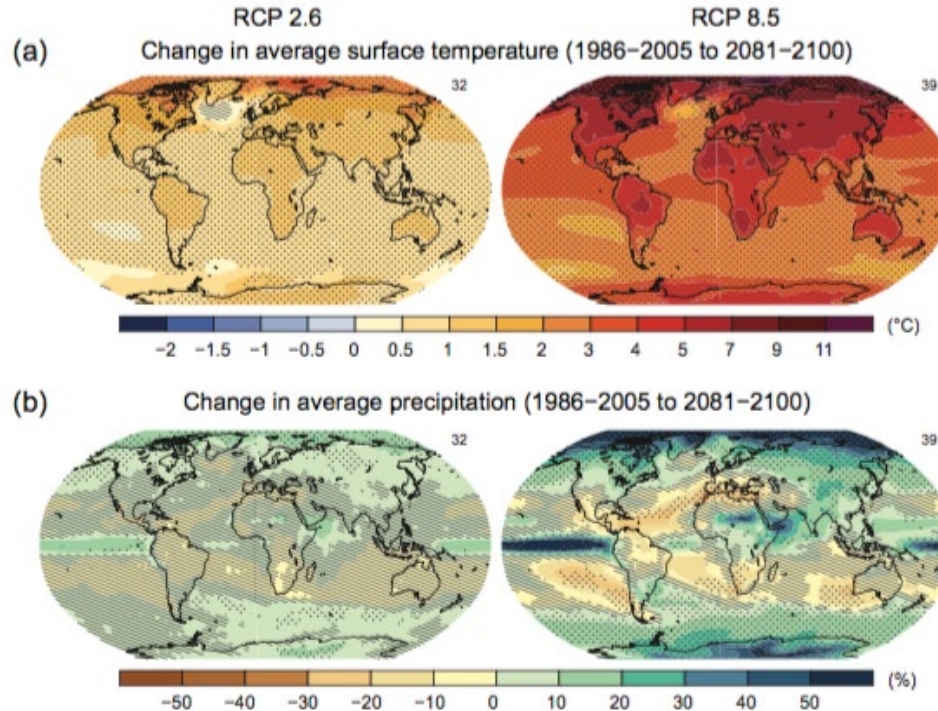 RCP 2.6 RCP 8.5
(a) Change in average surface temperature (1986−2005 to 2081−2100)
32 39
−2 −1.5 −1 −0.5 0 0.5 1 1.5 2 3 4 5 7 9 11 (°C)
(b) Change in average precipitation (1986−2005 to 2081−2100)
32 39
−50 −40 −30 −20 −10 0 10 20 30 40 50 (%)